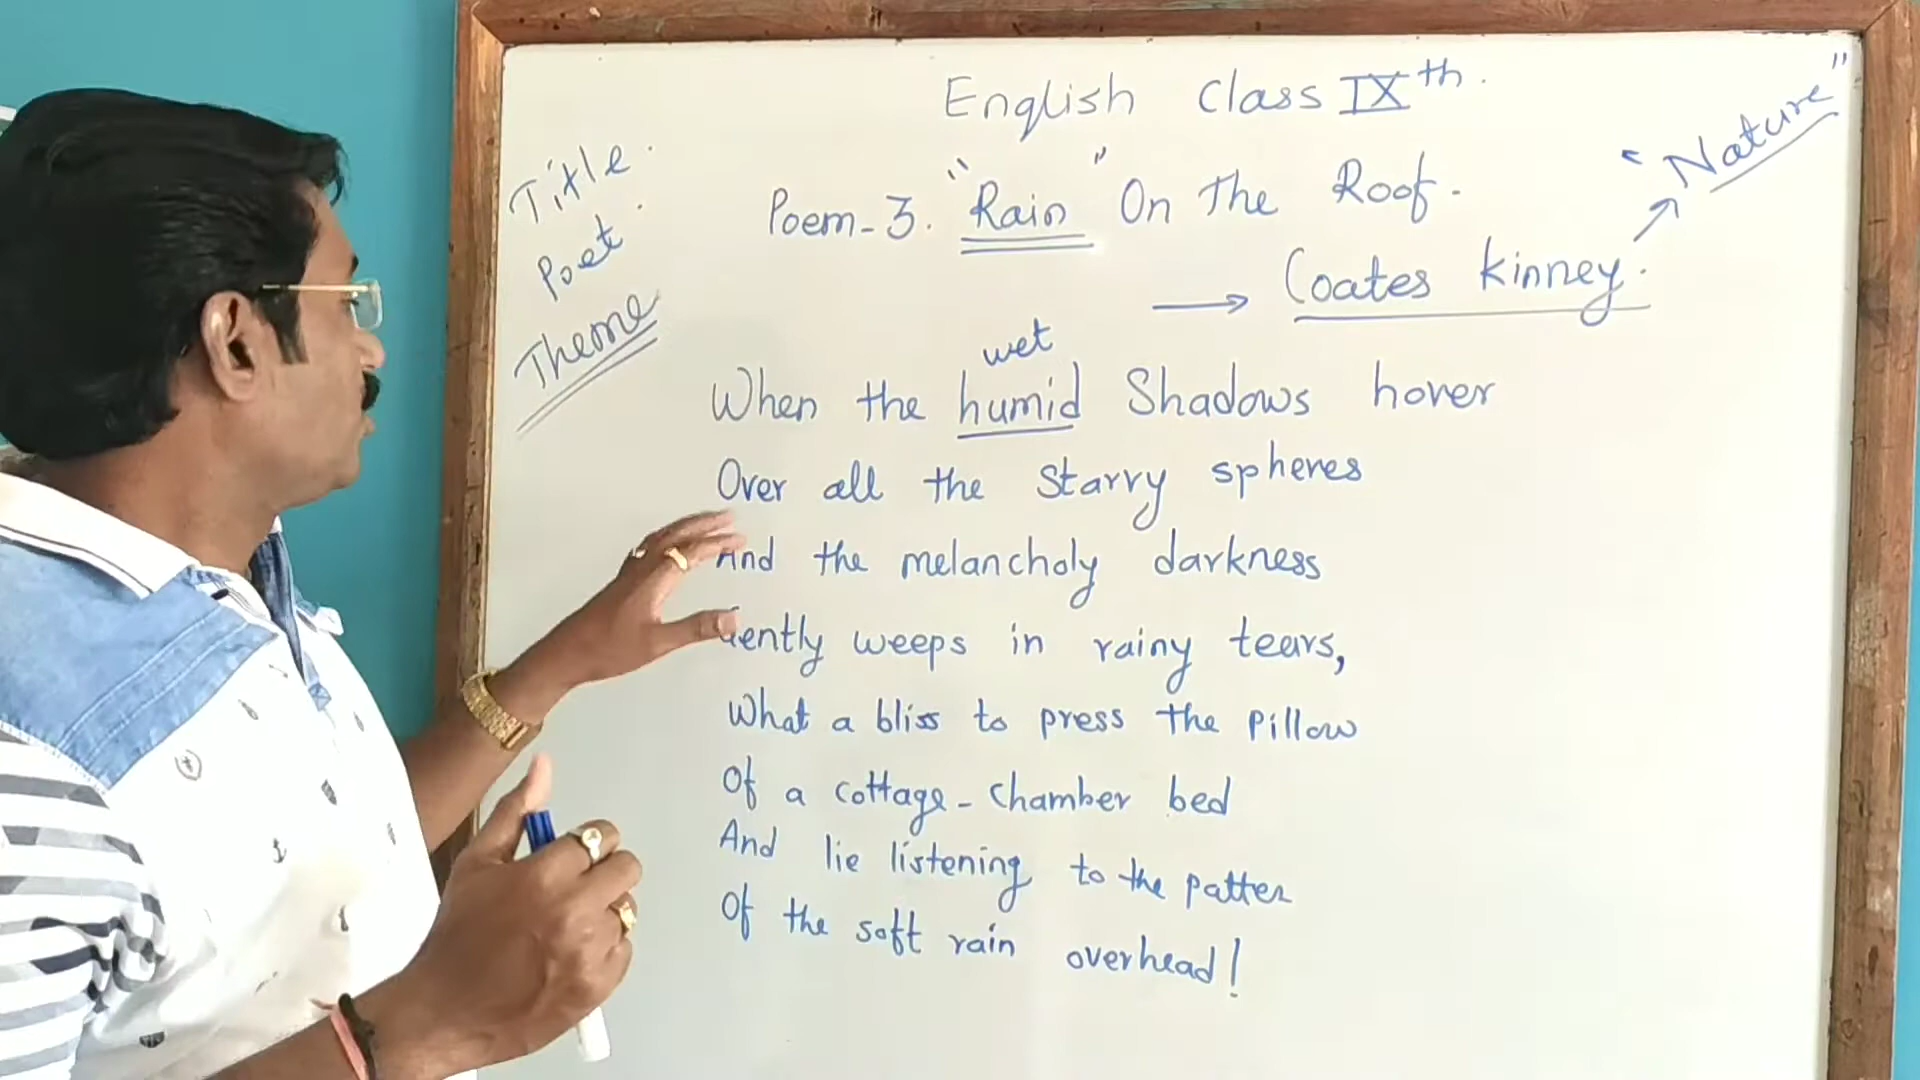 English Class IXth.
Title.
Poet.
Theme
Poem-3. "Rain" On The Roof.
"Nature"
→ Coates Kinney.
wet
When the humid Shadows hover
Over all the Starry spheres
And the melancholy darkness
Gently weeps in rainy tears,
What a bliss to press the Pillow
Of a cottage-chamber bed
And lie listening to the patter
Of the soft rain overhead!